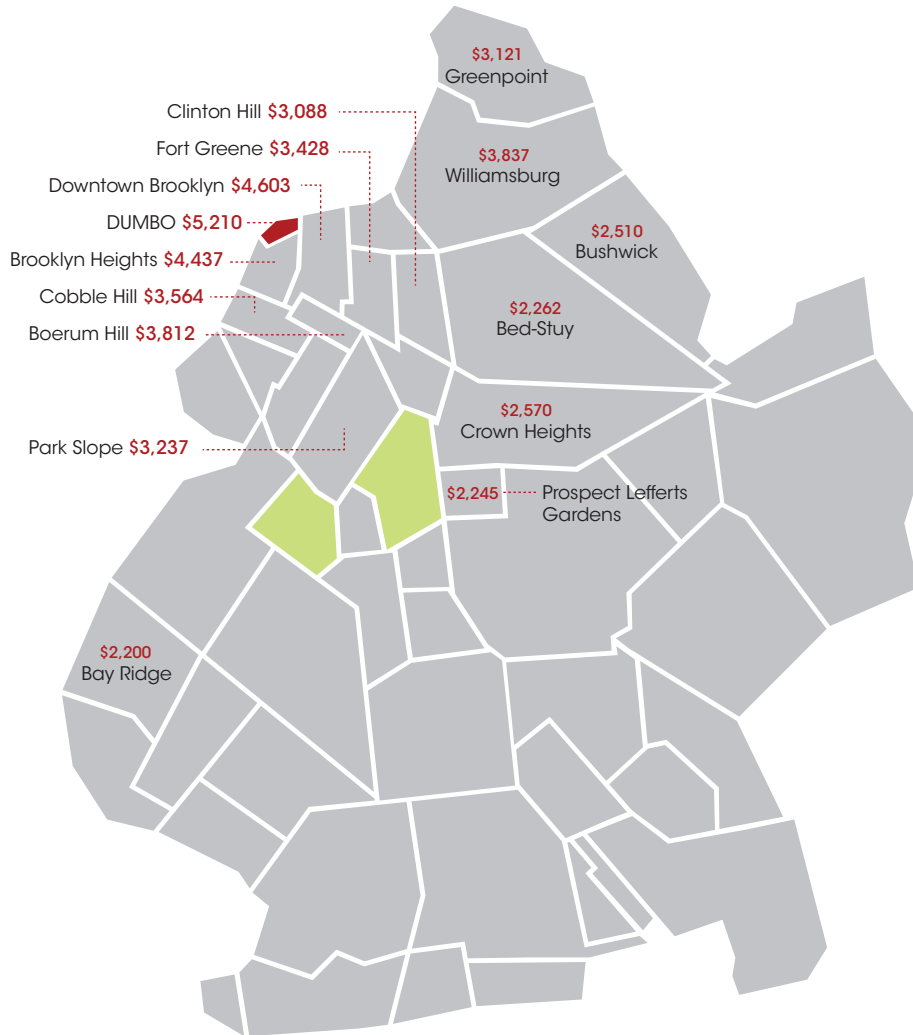 $3,121
Greenpoint
Clinton Hill $3,088
Fort Greene $3,428
$3,837
Williamsburg
Downtown Brooklyn $4,603
DUMBO $5,210
$2,510
Bushwick
Brooklyn Heights $4,437
Cobble Hill $3,564
$2,262
Bed-Stuy
Boerum Hill $3,812
$2,570
Crown Heights
Park Slope $3,237
$2,245
Prospect Lefferts
Gardens
$2,200
Bay Ridge